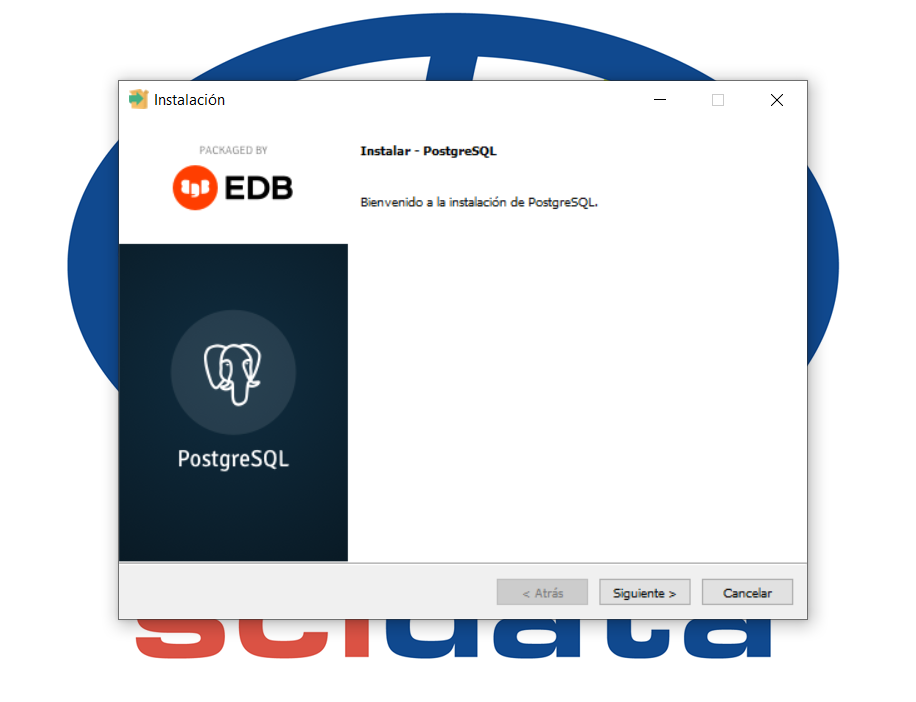 Instalación
PACKAGED BY
EDB
Instalar - PostgreSQL
Bienvenido a la instalación de PostgreSQL.
PostgreSQL
< Atrás
Siguiente >
Cancelar
scidata